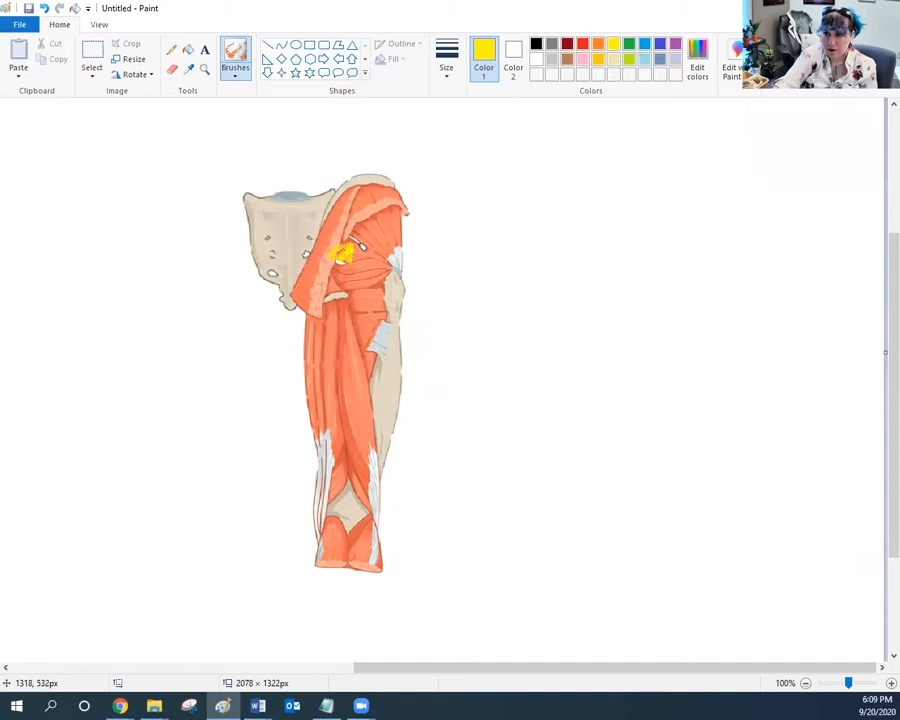 Untitled - Paint
File Home View
Paste
Cut
Copy
Clipboard
Select
Crop
Resize
Rotate
Image
A
Tools
Brushes
Outline
Fill
Shapes
Size
Color 1
Color 2
Edit colors
Colors
1318, 532px
2078 × 1322px
100%
6:09 PM
9/20/2020